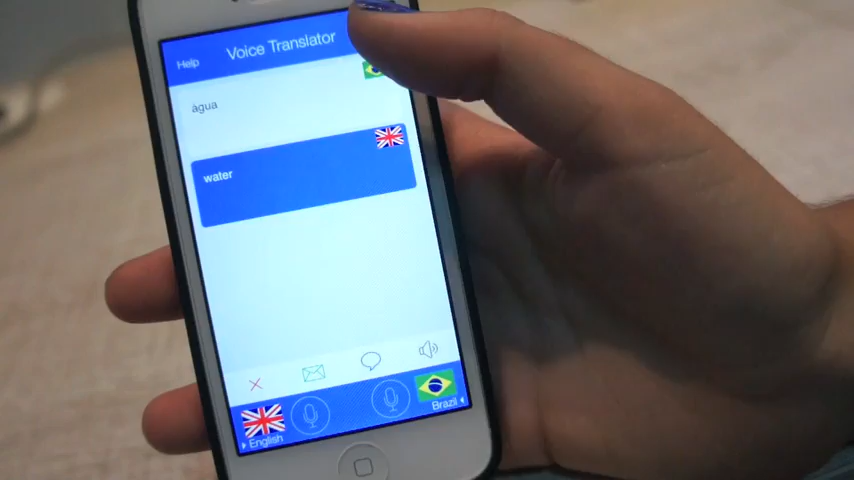 Help
Voice Translator
água
water
English
Brazil